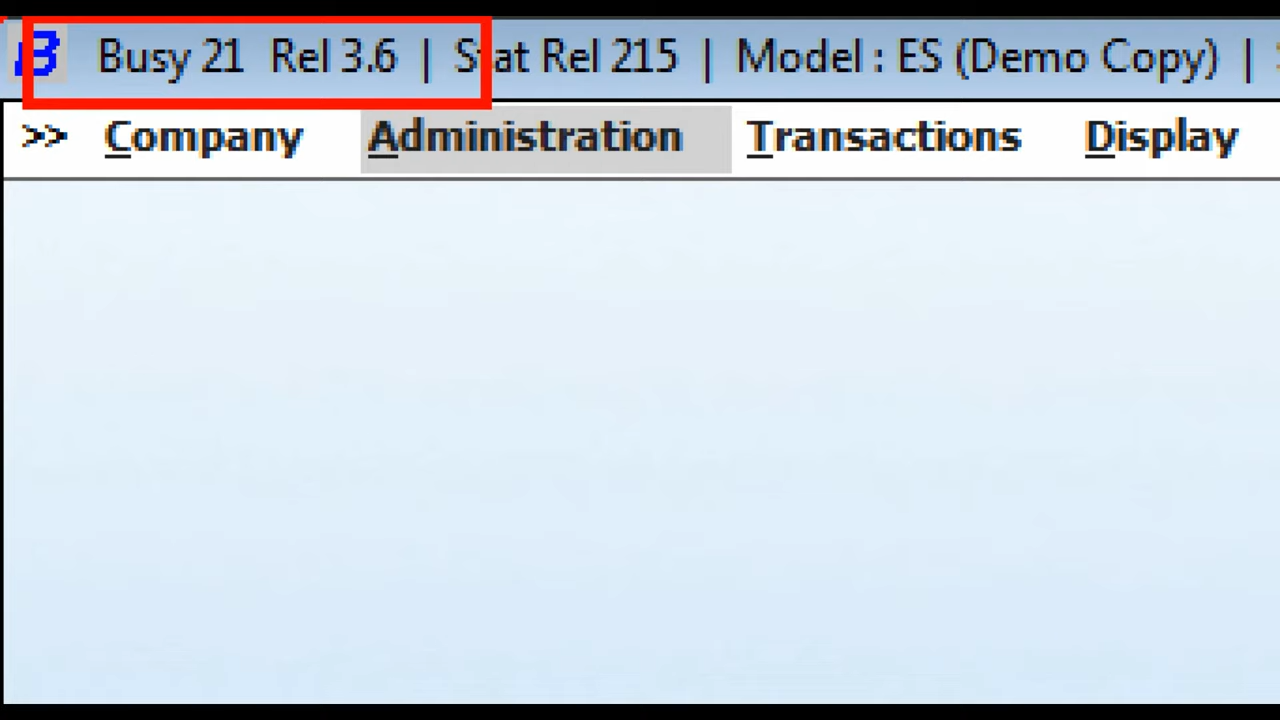 Busy 21 Rel 3.6 | Stat Rel 215 | Model : ES (Demo Copy) |
>> Company Administration Transactions Display